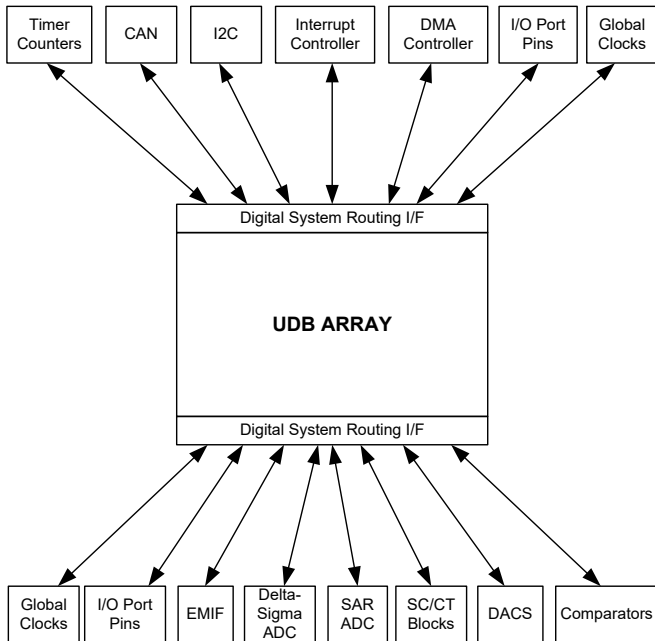 Timer
Counters
CAN
I2C
Interrupt
Controller
DMA
Controller
I/O Port
Pins
Global
Clocks
Digital System Routing I/F
UDB ARRAY
Digital System Routing I/F
Global
Clocks
I/O Port
Pins
EMIF
Delta-
Sigma
ADC
SAR
ADC
SC/CT
Blocks
DACS
Comparators